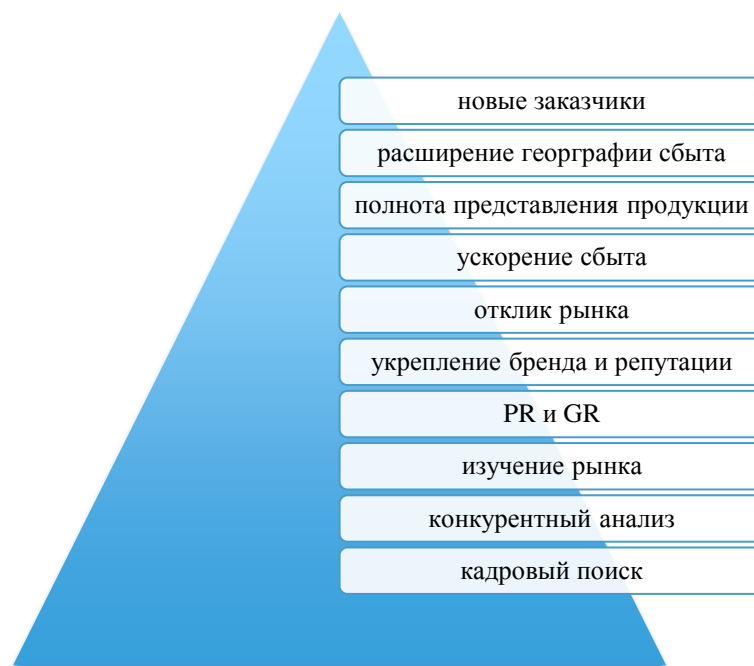 новые заказчики
расширение георграфии сбыта
полнота представления продукции
ускорение сбыта
отклик рынка
укрепление бренда и репутации
PR и GR
изучение рынка
конкурентный анализ
кадровый поиск